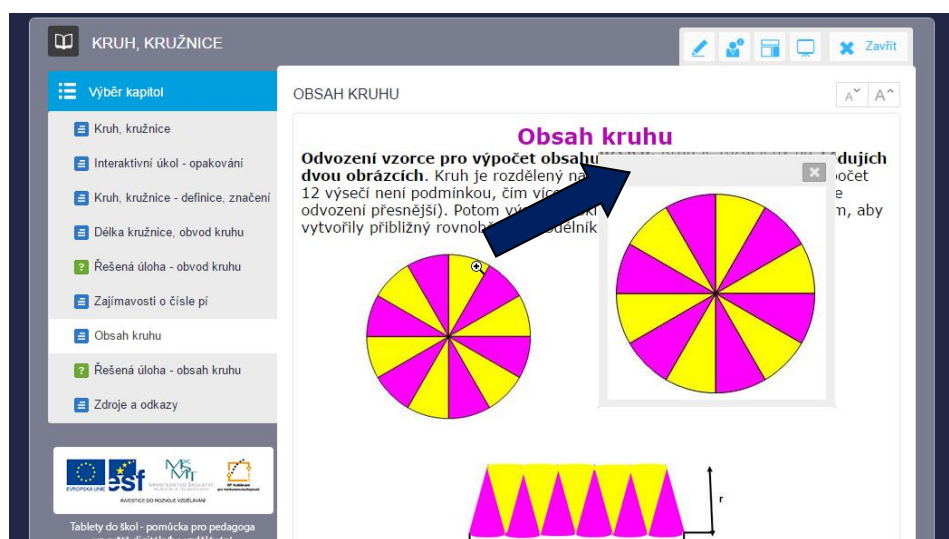 KRUH, KRUŽNICE
Zavřít
Výběr kapitol
Kruh, kružnice
Interaktivní úkol - opakování
Kruh, kružnice - definice, značení
Délka kružnice, obvod kruhu
Řešená úloha - obvod kruhu
Zajímavosti o čísle pí
Obsah kruhu
Řešená úloha - obsah kruhu
Zdroje a odkazy
EVROPSKÁ UNIE esf MŠMT
INVESTICE DO ROZVOJE VZDĚLÁVÁNÍ
Tablety do škol - pomůcka pro pedagoga
OBSAH KRUHU
A A
Obsah kruhu
Odvození vzorce pro výpočet obsahu dujích
dvou obrázcích. Kruh je rozdělený na počet
12 výsečí není podmínkou, čím více e
odvození přesnější). Potom vý m, aby
vytvořily přibližný rovnob délník
r